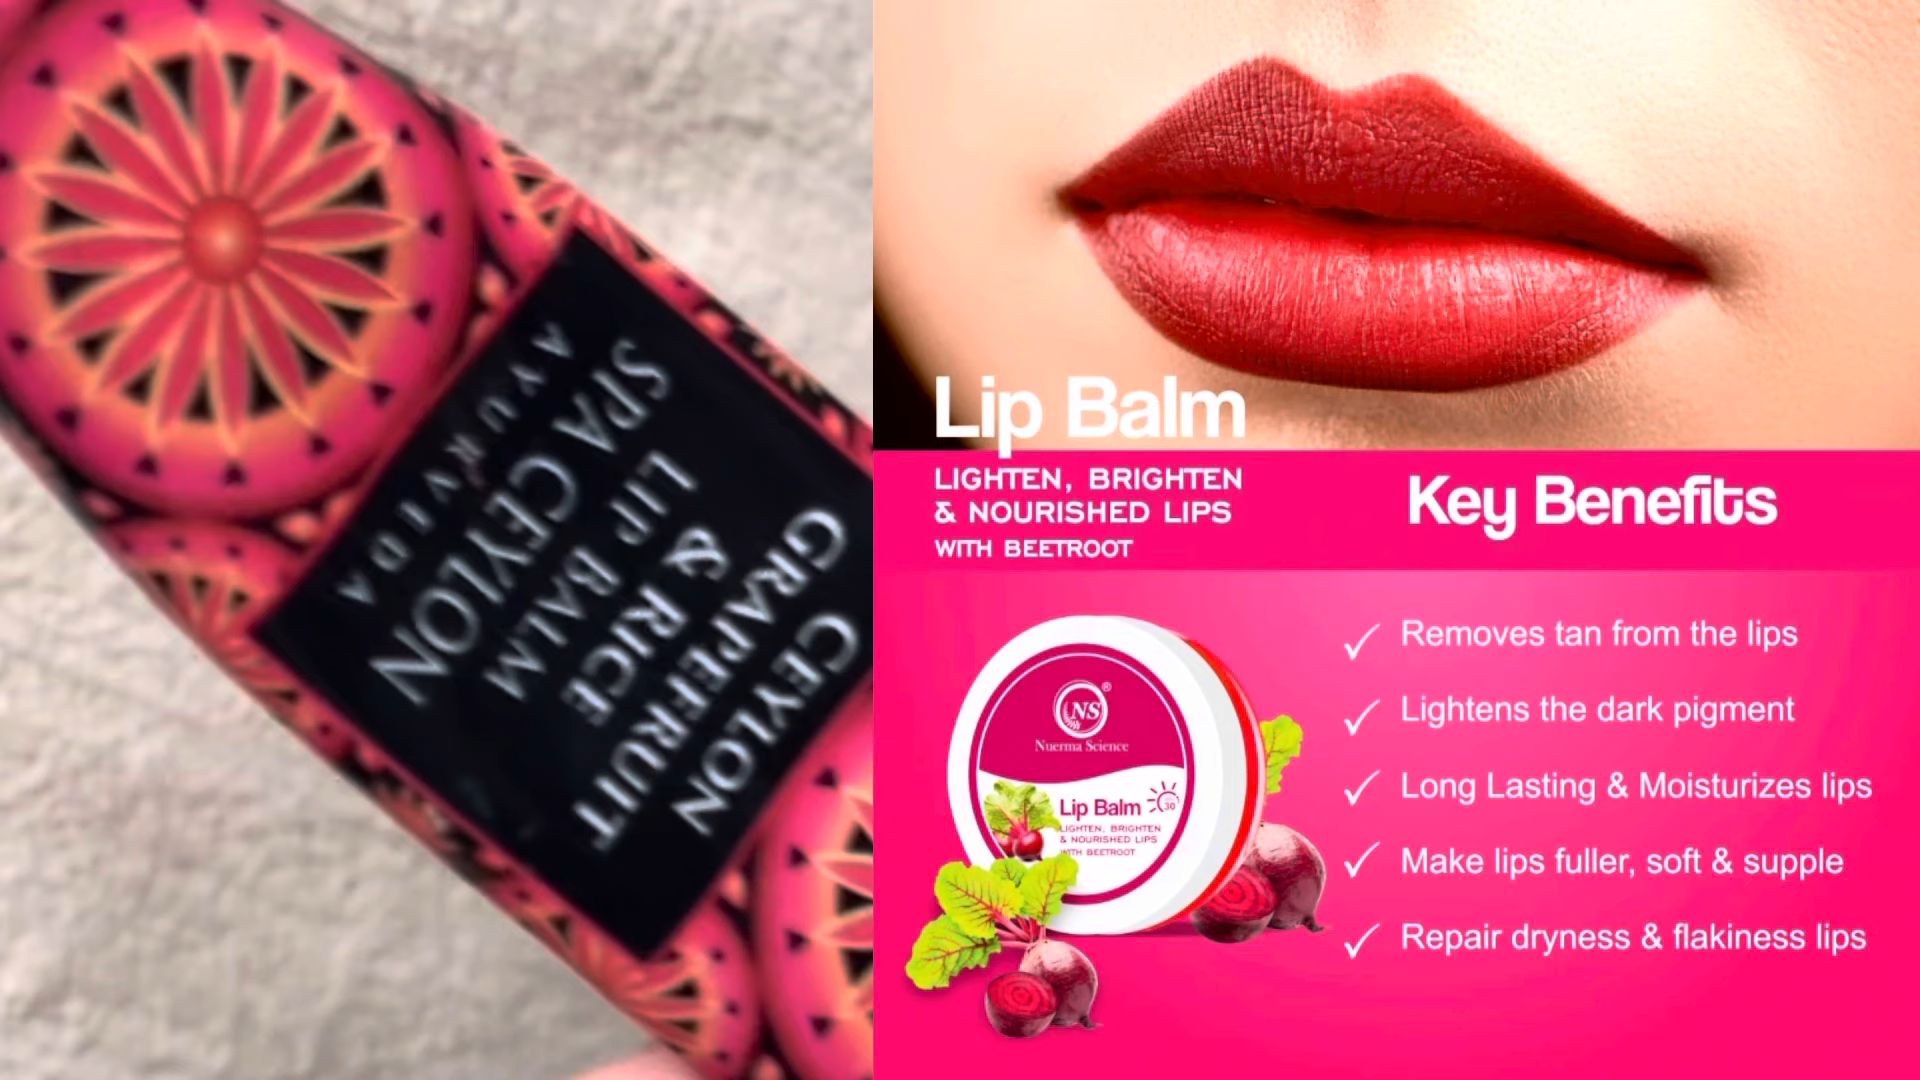 CEYLON
GRAPEFRUIT
& RICE
LIP BALM
SPA CEYLON
AYURVEDA
Lip Balm
LIGHTEN, BRIGHTEN
& NOURISHED LIPS
WITH BEETROOT
Key Benefits
Removes tan from the lips
Lightens the dark pigment
Long Lasting & Moisturizes lips
Make lips fuller, soft & supple
Repair dryness & flakiness lips
NS®
Nuerma Science
Lip Balm
30
LIGHTEN, BRIGHTEN
& NOURISHED LIPS
WITH BEETROOT